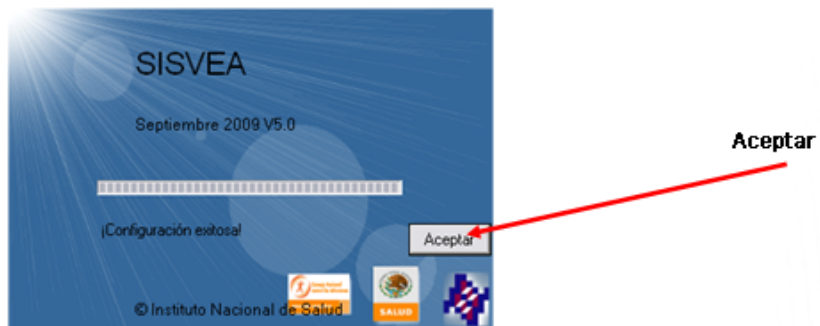 SISVEA
Septiembre 2009 V5.0
Aceptar
¡Configuración exitosa!
Aceptar
© Instituto Nacional de Salud
SALUD